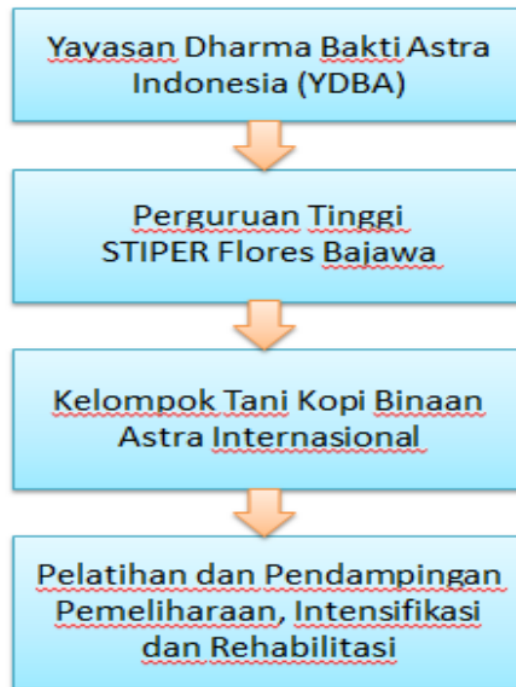 Yayasan Dharma Bakti Astra
Indonesia (YDBA)
Perguruan Tinggi
STIPER Flores Bajawa
Kelompok Tani Kopi Binaan
Astra Internasional
Pelatihan dan Pendampingan
Pemeliharaan, Intensifikasi
dan Rehabilitasi